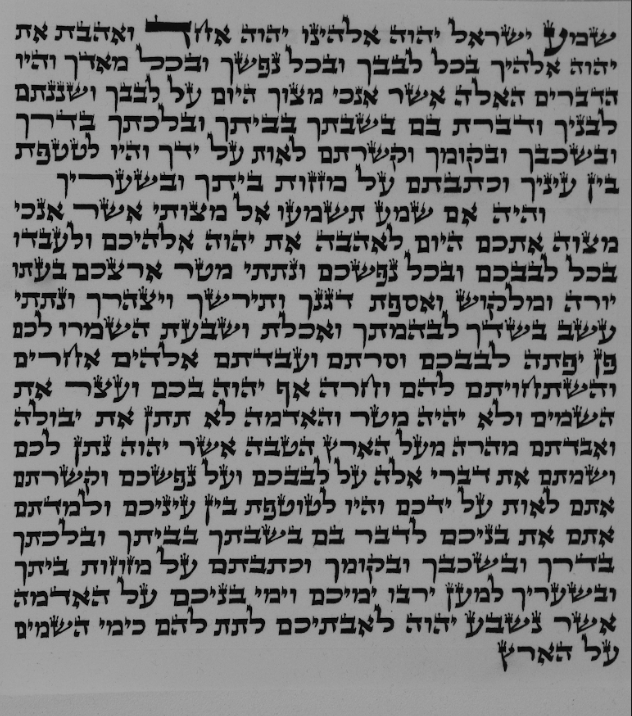 שמע ישראל יהוה אלהינו יהוה אחד ואהבת את
יהוה אלהיך בכל לבבך ובכל נפשך ובכל מאדך והיו
הדברים האלה אשר אנכי מצוך היום על לבבך ושננתם
לבניך ודברת בם בשבתך בביתך ובלכתך בדרך
ובשכבך ובקומך וקשרתם לאות על ידך והיו לטטפת
בין עיניך וכתבתם על מזזות ביתך ובשעריך
והיה אם שמע תשמעו אל מצותי אשר אנכי
מצוה אתכם היום לאהבה את יהוה אלהיכם ולעבדו
בכל לבבכם ובכל נפשכם ונתתי מטר ארצכם בעתו
יורה ומלקוש ואספת דגנך ותירשך ויצהרך ונתתי
עשב בשדך לבהמתך ואכלת ושבעת השמרו לכם
פן יפתה לבבכם וסרתם ועבדתם אלהים אחרים
והשתחויתם להם וחרה אף יהוה בכם ועצר את
השמים ולא יהיה מטר והאדמה לא תתן את יבולה
ואבדתם מהרה מעל הארץ הטבה אשר יהוה נתן לכם
ושמתם את דברי אלה על לבבכם ועל נפשכם וקשרתם
אתם לאות על ידכם והיו לטוטפת בין עיניכם ולמדתם
אתם את בניכם לדבר בם בשבתך בביתך ובלכתך
בדרך ובשכבך ובקומך וכתבתם על מזוזות ביתך
ובשעריך למען ירבו ימיכם וימי בניכם על האדמה
אשר נשבע יהוה לאבתיכם לתת להם כימי השמים
על הארץ